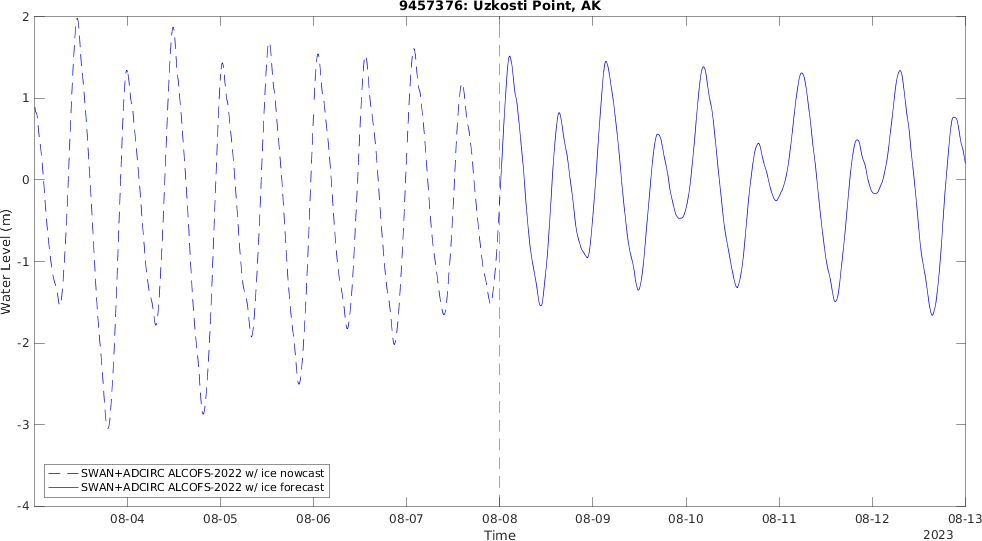 9457376: Uzkosti Point, AK
2
1
0
-1
-2
-3
-4
Water Level (m)
SWAN+ADCIRC ALCOFS-2022 w/ ice nowcast
SWAN+ADCIRC ALCOFS-2022 w/ ice forecast
08-04 08-05 08-06 08-07 08-08 08-09 08-10 08-11 08-12 08-13
Time
2023